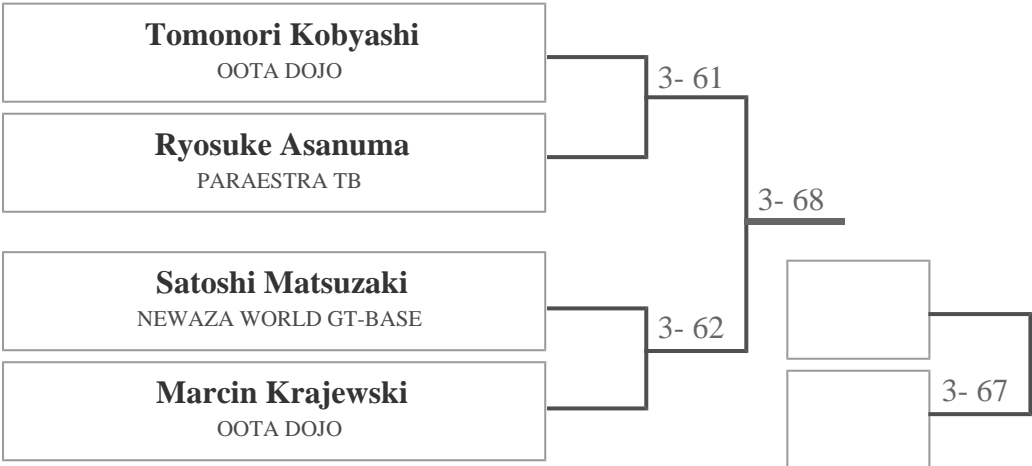 Tomonori Kobyashi
OOTA DOJO
3- 61
Ryosuke Asanuma
PARAESTRA TB
3- 68
Satoshi Matsuzaki
NEWAZA WORLD GT-BASE
3- 62
Marcin Krajewski
OOTA DOJO
3- 67